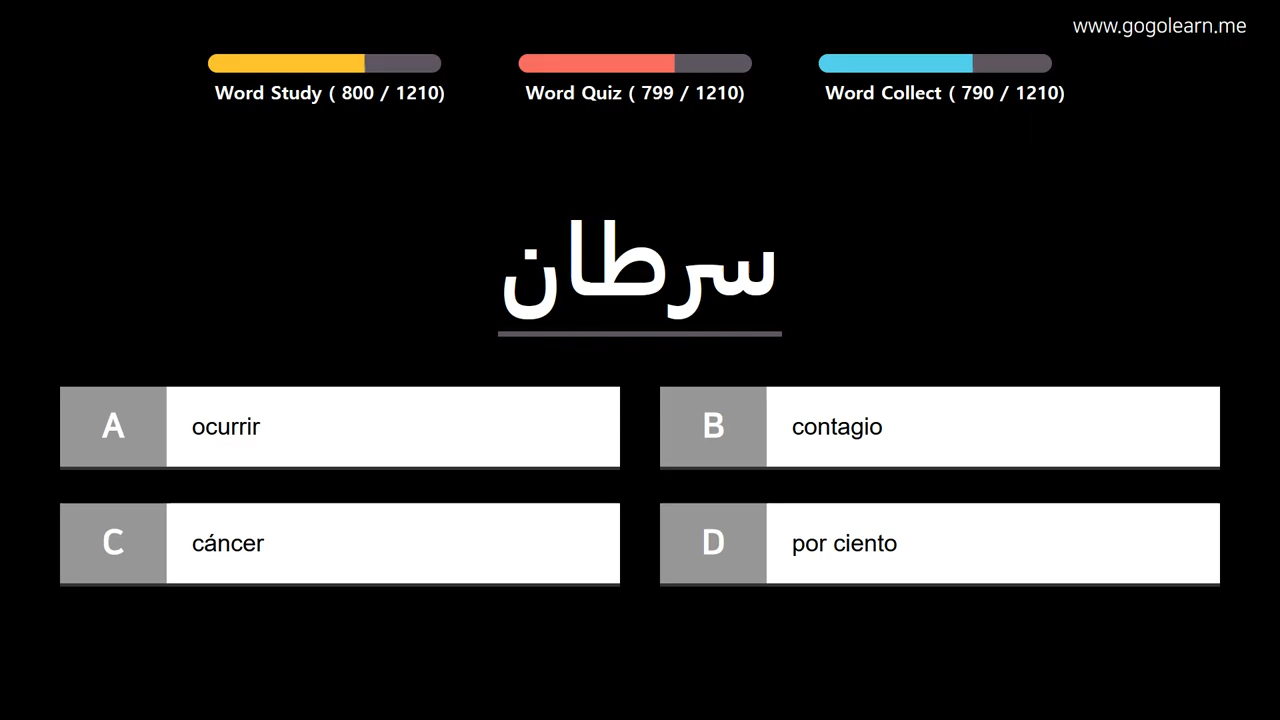 www.gogolearn.me
Word Study ( 800 / 1210)
Word Quiz ( 799 / 1210)
Word Collect ( 790 / 1210)
سرطان
A ocurrir
B contagio
C cáncer
D por ciento